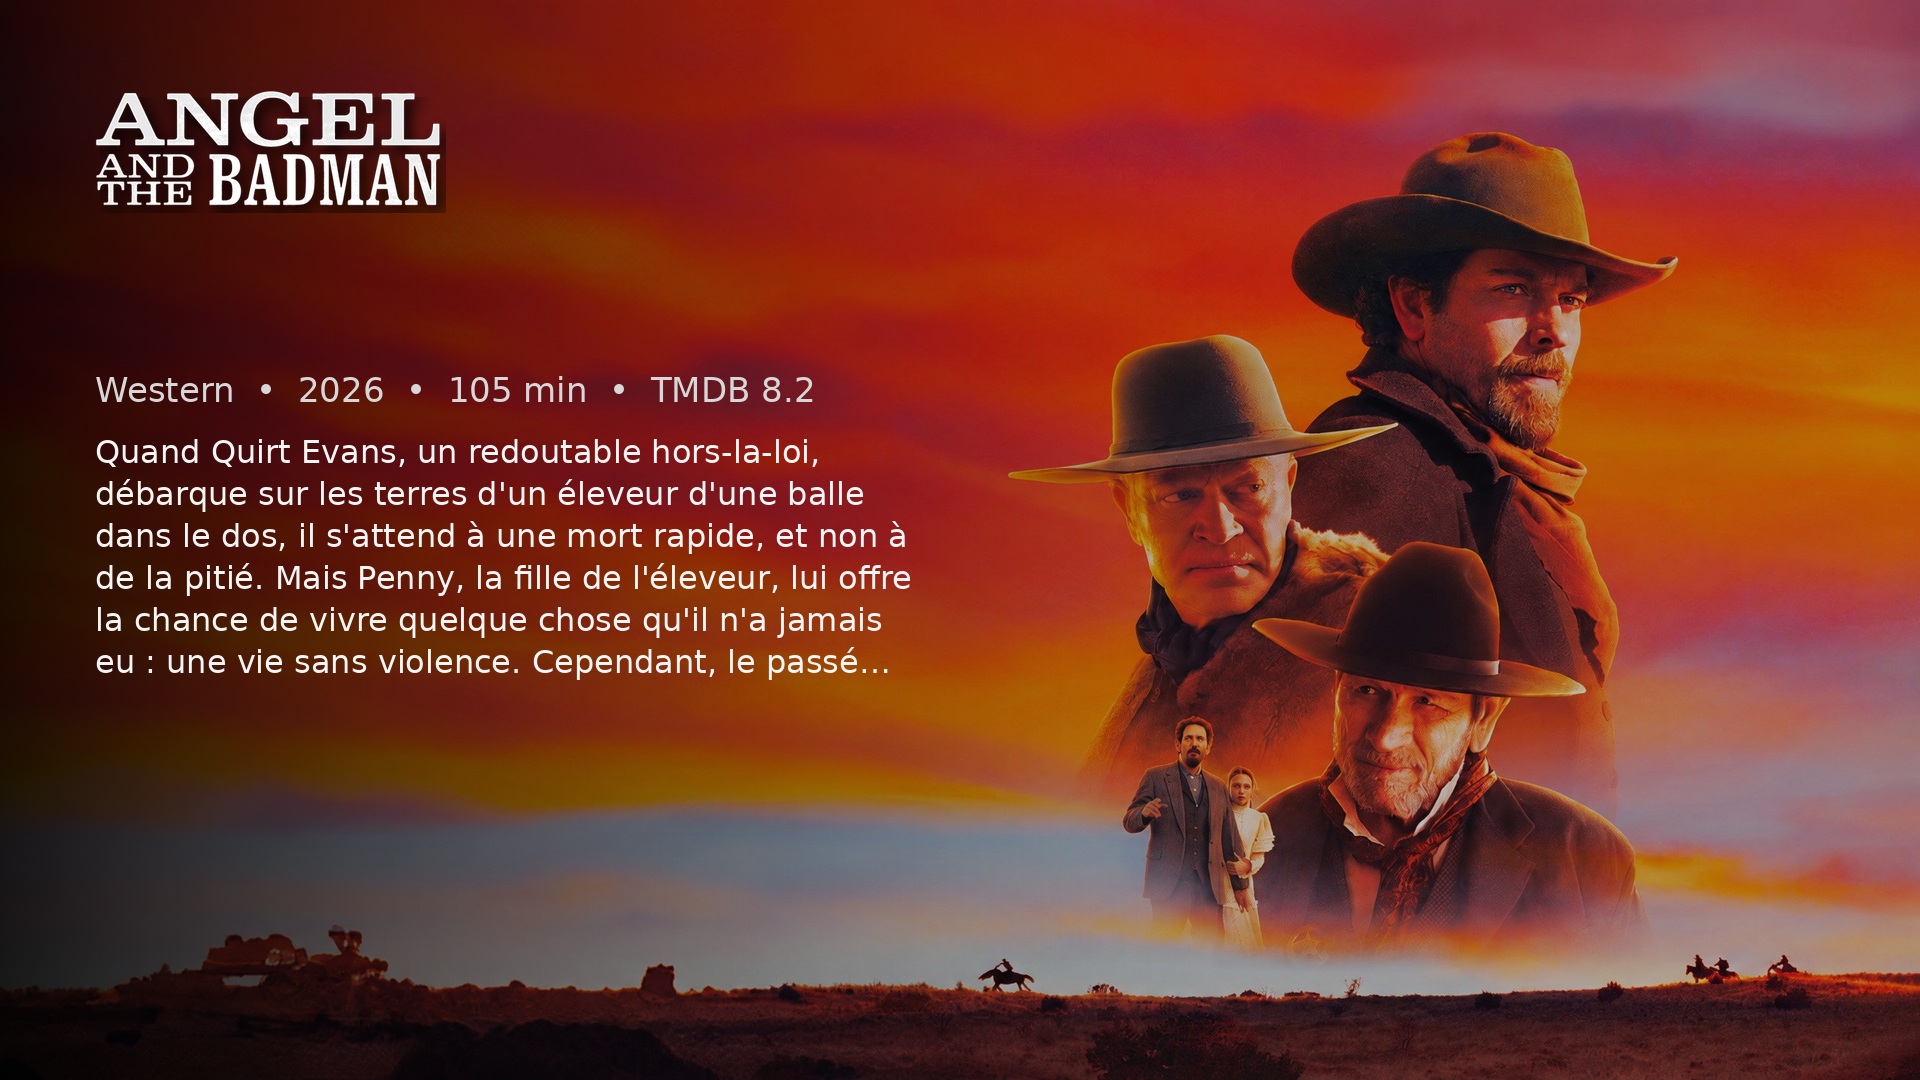 ANGEL
AND
THE BADMAN
Western • 2026 • 105 min • TMDB 8.2
Quand Quirt Evans, un redoutable hors-la-loi,
débarque sur les terres d'un éleveur d'une balle
dans le dos, il s'attend à une mort rapide, et non à
de la pitié. Mais Penny, la fille de l'éleveur, lui offre
la chance de vivre quelque chose qu'il n'a jamais
eu : une vie sans violence. Cependant, le passé...